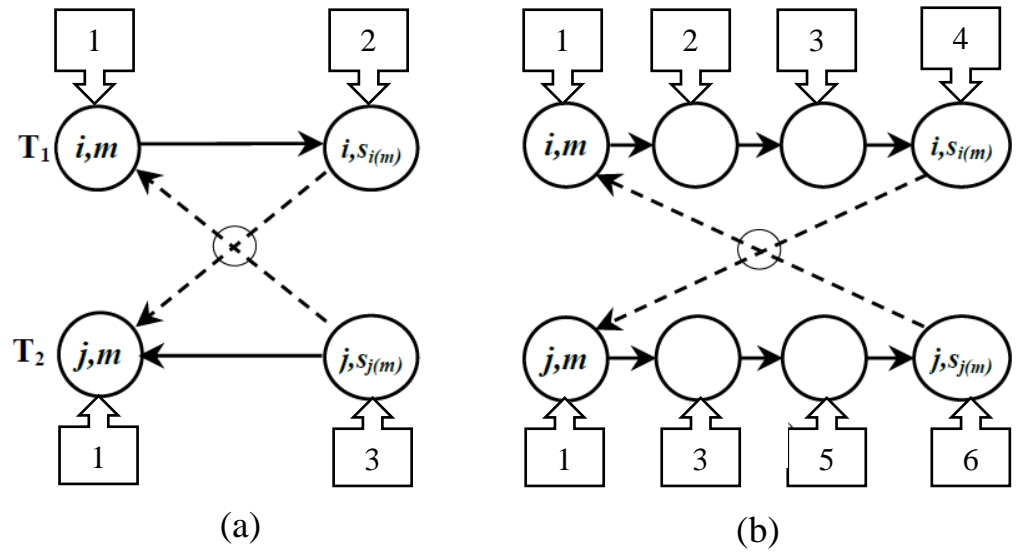 1 2 1 2 3 4
T1 i,m i,si(m) i,m i,si(m)
T2 j,m j,sj(m) j,m j,sj(m)
1 3 1 3 5 6
(a) (b)